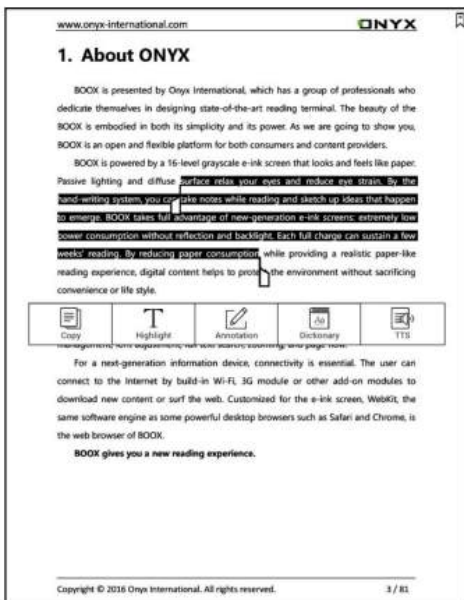 www.onyx-international.com
ONYX
1. About ONYX
BOOX is presented by Onyx International, which has a group of professionals who
dedicate themselves in designing state-of-the-art reading terminal. The beauty of the
BOOX is embodied in both its simplicity and its power. As we are going to show you,
BOOX is an open and flexible platform for both consumers and content providers.
BOOX is powered by a 16-level grayscale e-ink screen that looks and feels like paper.
Passive lighting and diffuse surface relax your eyes and reduce eye strain. By the
hand-writing system, you can take notes while reading and sketch up ideas that happen
to emerge. BOOX takes full advantage of new-generation e-ink screens: extremely low
power consumption without reflection and backlight. Each full charge can sustain a few
weeks' reading. By reducing paper consumption, while providing a realistic paper-like
reading experience, digital content helps to the environment without sacrificing
convenience or life style.
Copy
Highlight
Annotation
Dictionary
TTS
For a next-generation information device, connectivity is essential. The user can
connect to the Internet by build-in Wi-Fi, 3G module or other add-on modules to
download new content or surf the web. Customized for the e-ink screen, WebKit, the
same software engine as some powerful desktop browsers such as Safari and Chrome, is
the web browser of BOOX.
BOOX gives you a new reading experience.
Copyright © 2016 Onyx International. All rights reserved.
3 / 81